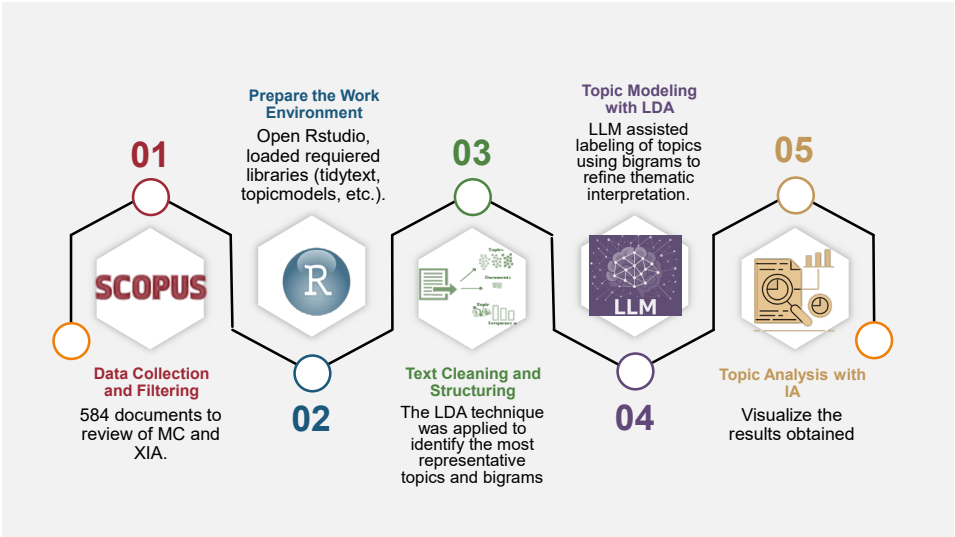 01
SCOPUS
Data Collection
and Filtering
584 documents to
review of MC and
XIA.
Prepare the Work
Environment
Open Rstudio,
loaded requiered
libraries (tidytext,
topicmodels, etc.).
R
02
03
Topics
Documents
Topic
Text Cleaning and
Structuring
The LDA technique
was applied to
identify the most
representative
topics and bigrams
Topic Modeling
with LDA
LLM assisted
labeling of topics
using bigrams to
refine thematic
interpretation.
LLM
04
05
Topic Analysis with
IA
Visualize the
results obtained